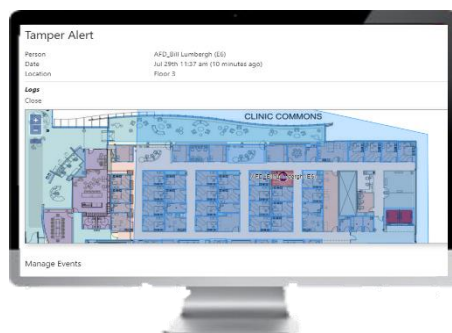 Tamper Alert
Person AFD_Bill Lumbergh (E6)
Date Jul 29th 11:37 am (10 minutes ago)
Location Floor 3
Logs
Close
CLINIC COMMONS
Manage Events